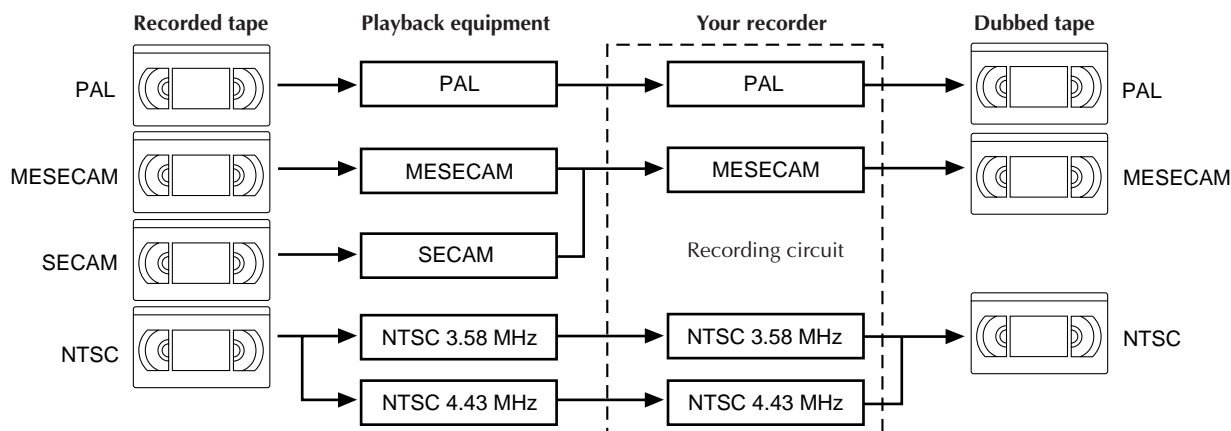 Recorded tape Playback equipment Your recorder Dubbed tape
PAL PAL PAL PAL
MESECAM MESECAM MESECAM MESECAM
SECAM SECAM Recording circuit
NTSC NTSC 3.58 MHz NTSC 3.58 MHz NTSC
NTSC 4.43 MHz NTSC 4.43 MHz